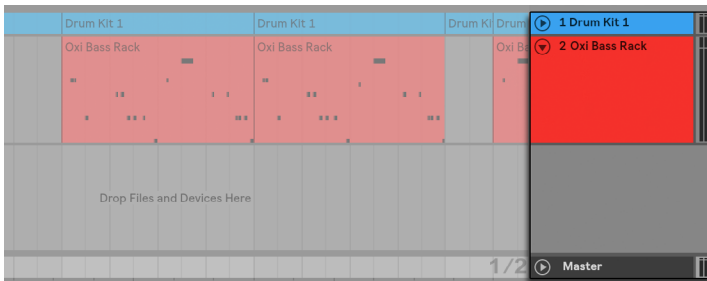 Drum Kit 1 Drum Kit 1 Drum Ki Drum 1 Drum Kit 1
Oxi Bass Rack Oxi Bass Rack Oxi Ba 2 Oxi Bass Rack
Drop Files and Devices Here
1/2 Master